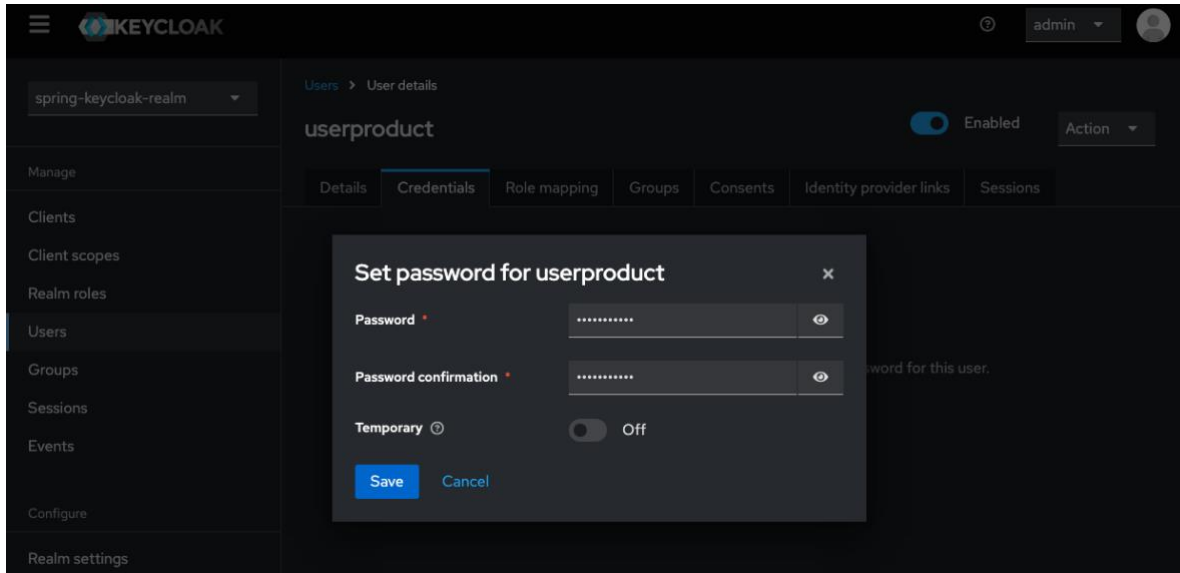 KEYCLOAK
admin
spring-keycloak-realm
Users > User details
userproduct
Enabled
Action
Manage
Details Credentials Role mapping Groups Consents Identity provider links Sessions
Clients
Client scopes
Realm roles
Users
Groups
Sessions
Events
Configure
Realm settings
Set password for userproduct
Password *
•••••••••••
Password confirmation *
•••••••••••
Temporary
Off
Save Cancel
for this user.